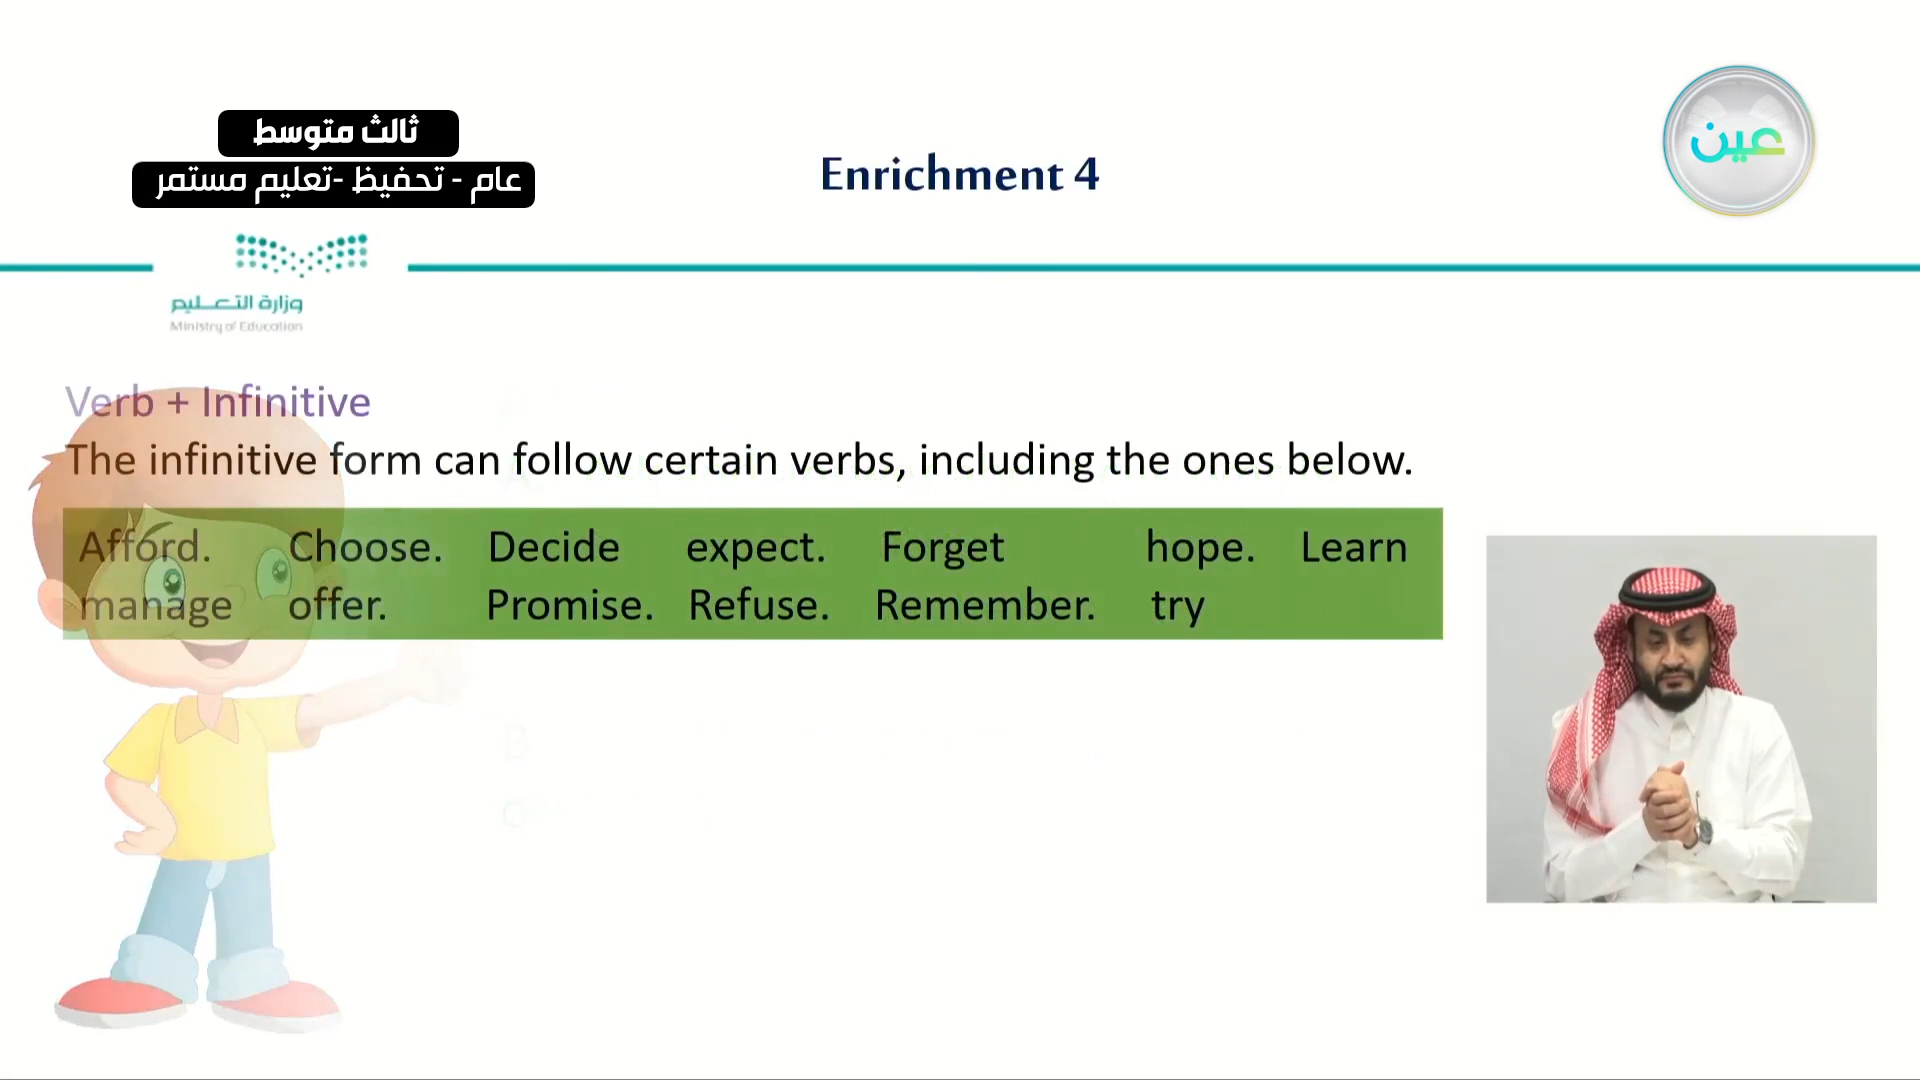 ثالث متوسط
عام - تحفيظ -تعليم مستمر
Enrichment 4
عين
وزارة التعليم
Ministry of Education
Verb + Infinitive
The infinitive form can follow certain verbs, including the ones below.
Afford. Choose. Decide expect. Forget hope. Learn
manage offer. Promise. Refuse. Remember. try